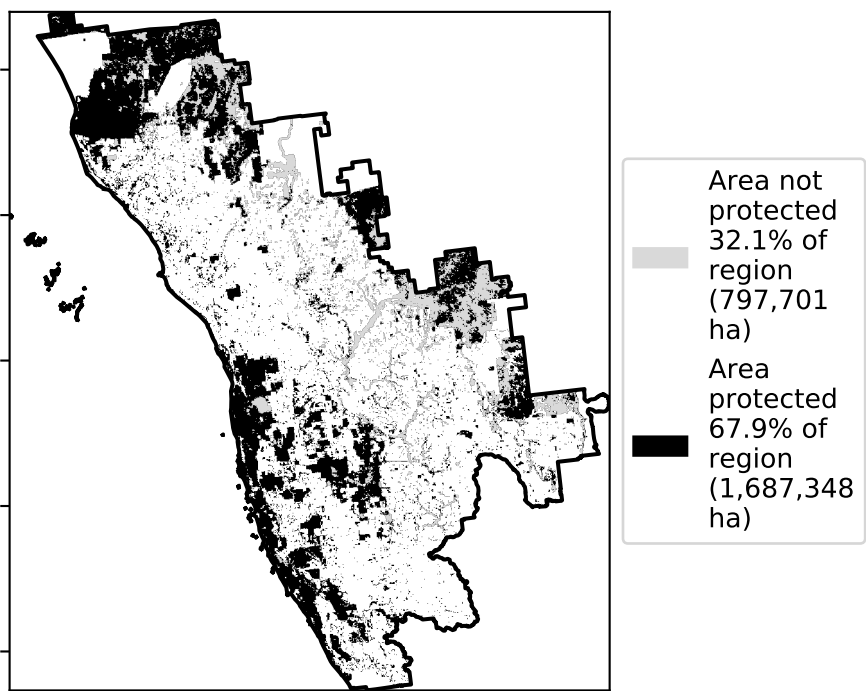 Area not
protected
32.1% of
region
(797,701
ha)
Area
protected
67.9% of
region
(1,687,348
ha)